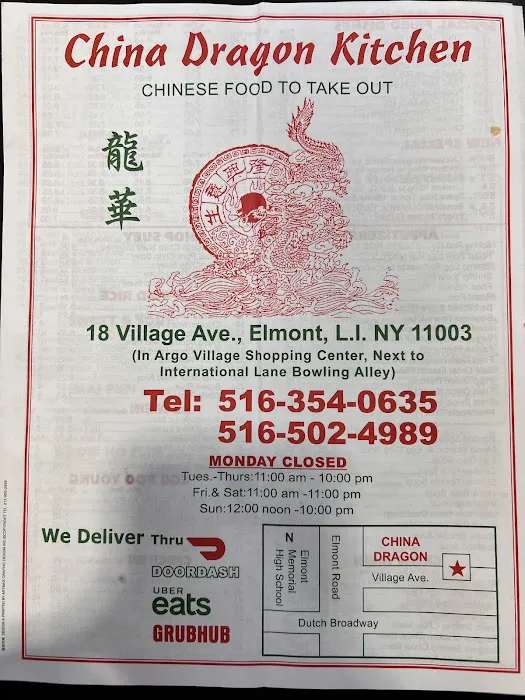 China Dragon Kitchen
CHINESE FOOD TO TAKE OUT
龍
華
18 Village Ave., Elmont, L.I. NY 11003
(In Argo Village Shopping Center, Next to
International Lane Bowling Alley)
Tel: 516-354-0635
516-502-4989
MONDAY CLOSED
Tues.-Thurs:11:00 am - 10:00 pm
Fri.& Sat:11:00 am -11:00 pm
Sun:12:00 noon -10:00 pm
We Deliver Thru
DOORDASH
UBER
eats
GRUBHUB
N
Elmont
Memorial
High School
Elmont Road
CHINA
DRAGON
Village Ave.
Dutch Broadway